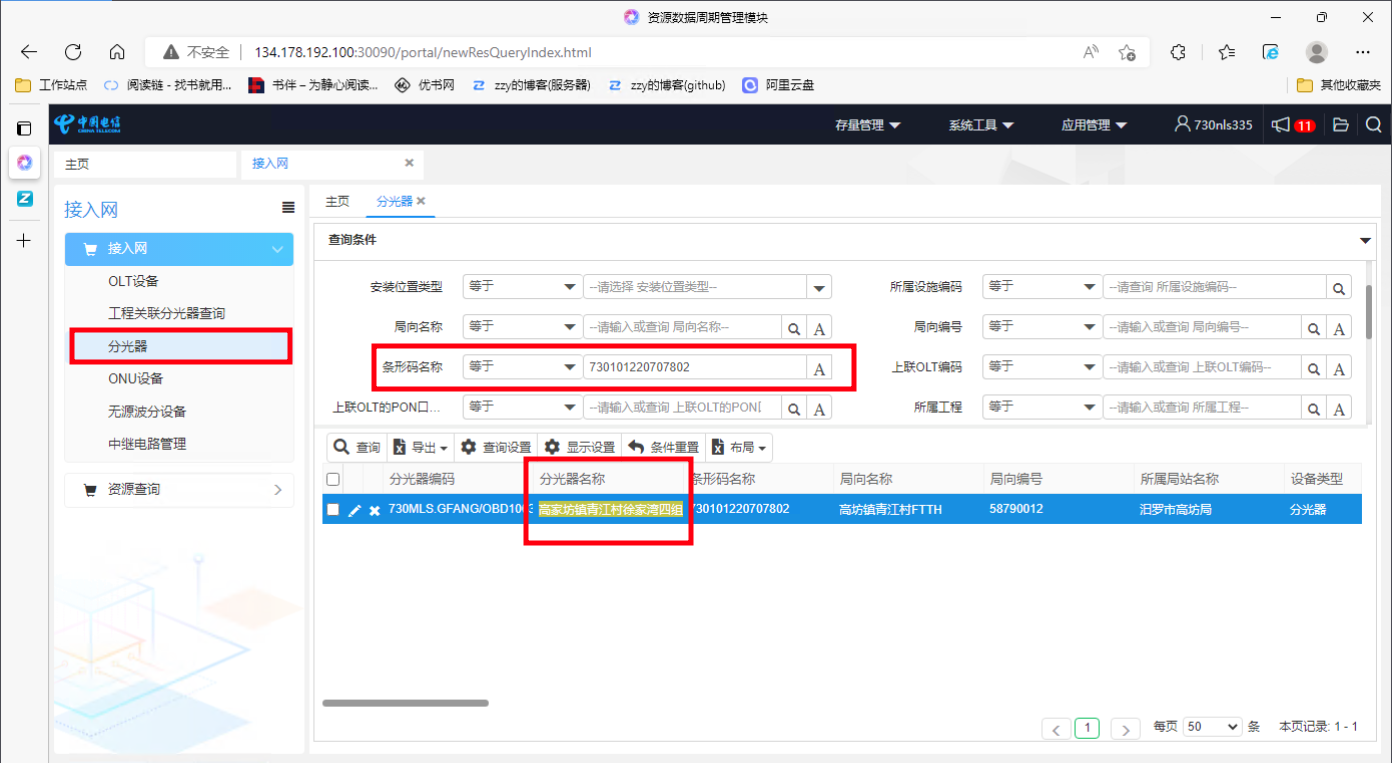 资源数据周期管理模块
不安全 134.178.192.100:30090/portal/newResQueryIndex.html
工作站点 阅读链 - 找书就用... 书伴 – 为静心阅读... 优书网 zzy的博客(服务器) zzy的博客(github) 阿里云盘 其他收藏夹
中国电信 CHINA TELECOM 存量管理 系统工具 应用管理 730nls335 11
主页 接入网
接入网
主页 分光器
接入网
OLT设备
工程关联分光器查询
分光器
ONU设备
无源波分设备
中继电路管理
资源查询
查询条件
安装位置类型 等于 --请选择 安装位置类型-- 所属设施编码 等于 --请查询 所属设施编码--
局向名称 等于 --请输入或查询 局向名称-- A 局向编号 等于 --请输入或查询 局向编号-- A
条形码名称 等于 730101220707802 A 上联OLT编码 等于 --请输入或查询 上联OLT编码-- A
上联OLT的PON口... 等于 --请输入或查询 上联OLT的PON A 所属工程 等于 --请输入或查询 所属工程-- A
查询 导出 查询设置 显示设置 条件重置 布局
分光器编码 分光器名称 条形码名称 局向名称 局向编号 所属局站名称 设备类型
730MLS.GFANG/OBD10 高家坊镇青江村徐家湾四组 730101220707802 高坊镇青江村FTTH 58790012 汨罗市高坊局 分光器
1 每页 50 条 本页记录: 1 - 1